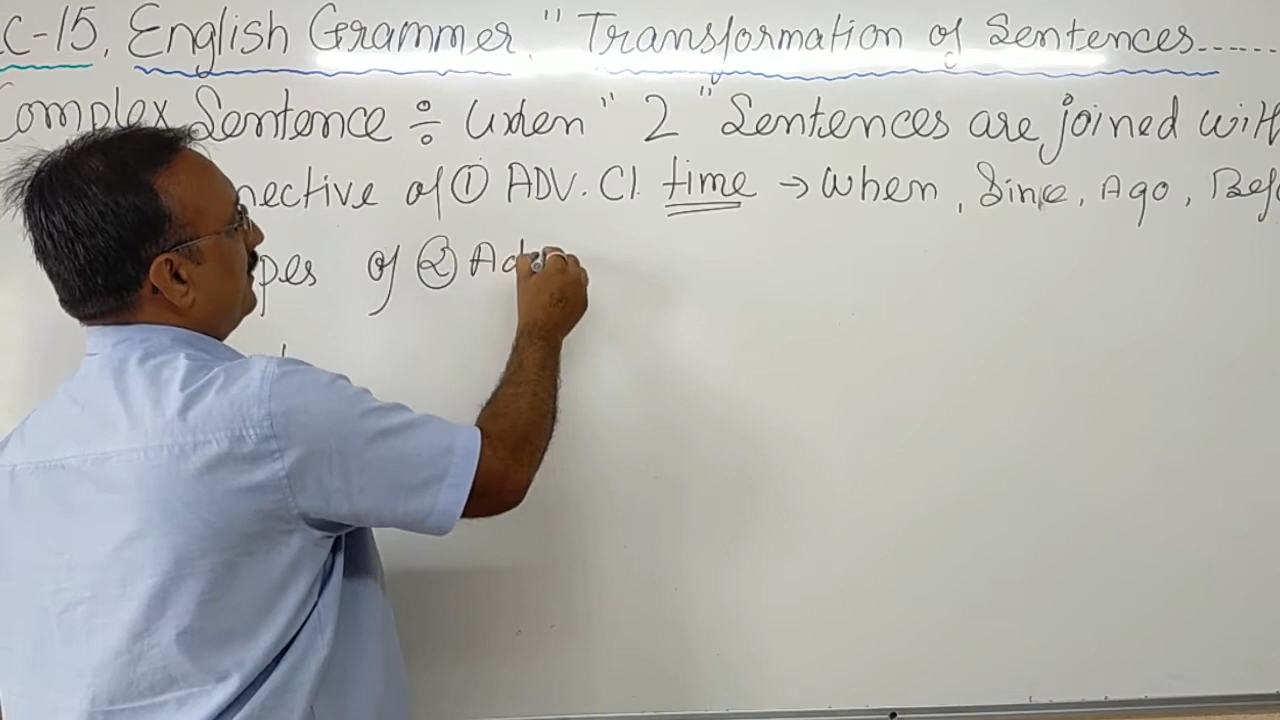 C-15, English Grammer, " Transformation of Sentences......
Complex Sentence ÷ when " 2 " Sentences are joined with
nective of ① ADV. Cl. time → when, Since, Ago, Befo
pes of ② Ad